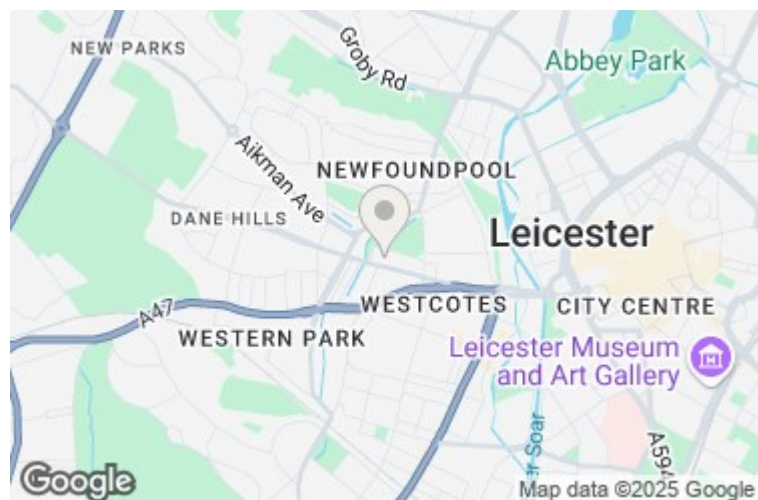 NEW PARKS
Groby Rd
Abbey Park
Aikman Ave
NEWFOUNDPOOL
DANE HILLS
Leicester
A47
WESTCOTES
CITY CENTRE
WESTERN PARK
Leicester Museum
and Art Gallery
Soar
Google
Map data ©2025 Google